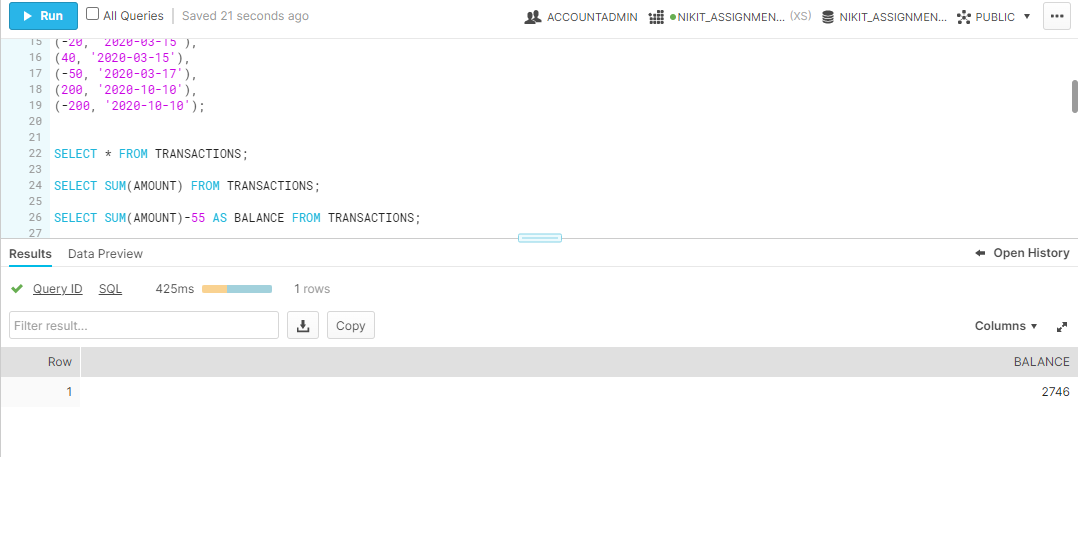 Run All Queries Saved 21 seconds ago ACCOUNTADMIN NIKIT_ASSIGNMEN... (XS) NIKIT_ASSIGNMEN... PUBLIC
15 (-20, '2020-03-15'),
16 (40, '2020-03-15'),
17 (-50, '2020-03-17'),
18 (200, '2020-10-10'),
19 (-200, '2020-10-10');
20
21
22 SELECT * FROM TRANSACTIONS;
23
24 SELECT SUM(AMOUNT) FROM TRANSACTIONS;
25
26 SELECT SUM(AMOUNT)-55 AS BALANCE FROM TRANSACTIONS;
27
Results Data Preview Open History
Query ID SQL 425ms 1 rows
Filter result... Copy Columns
Row BALANCE
1 2746